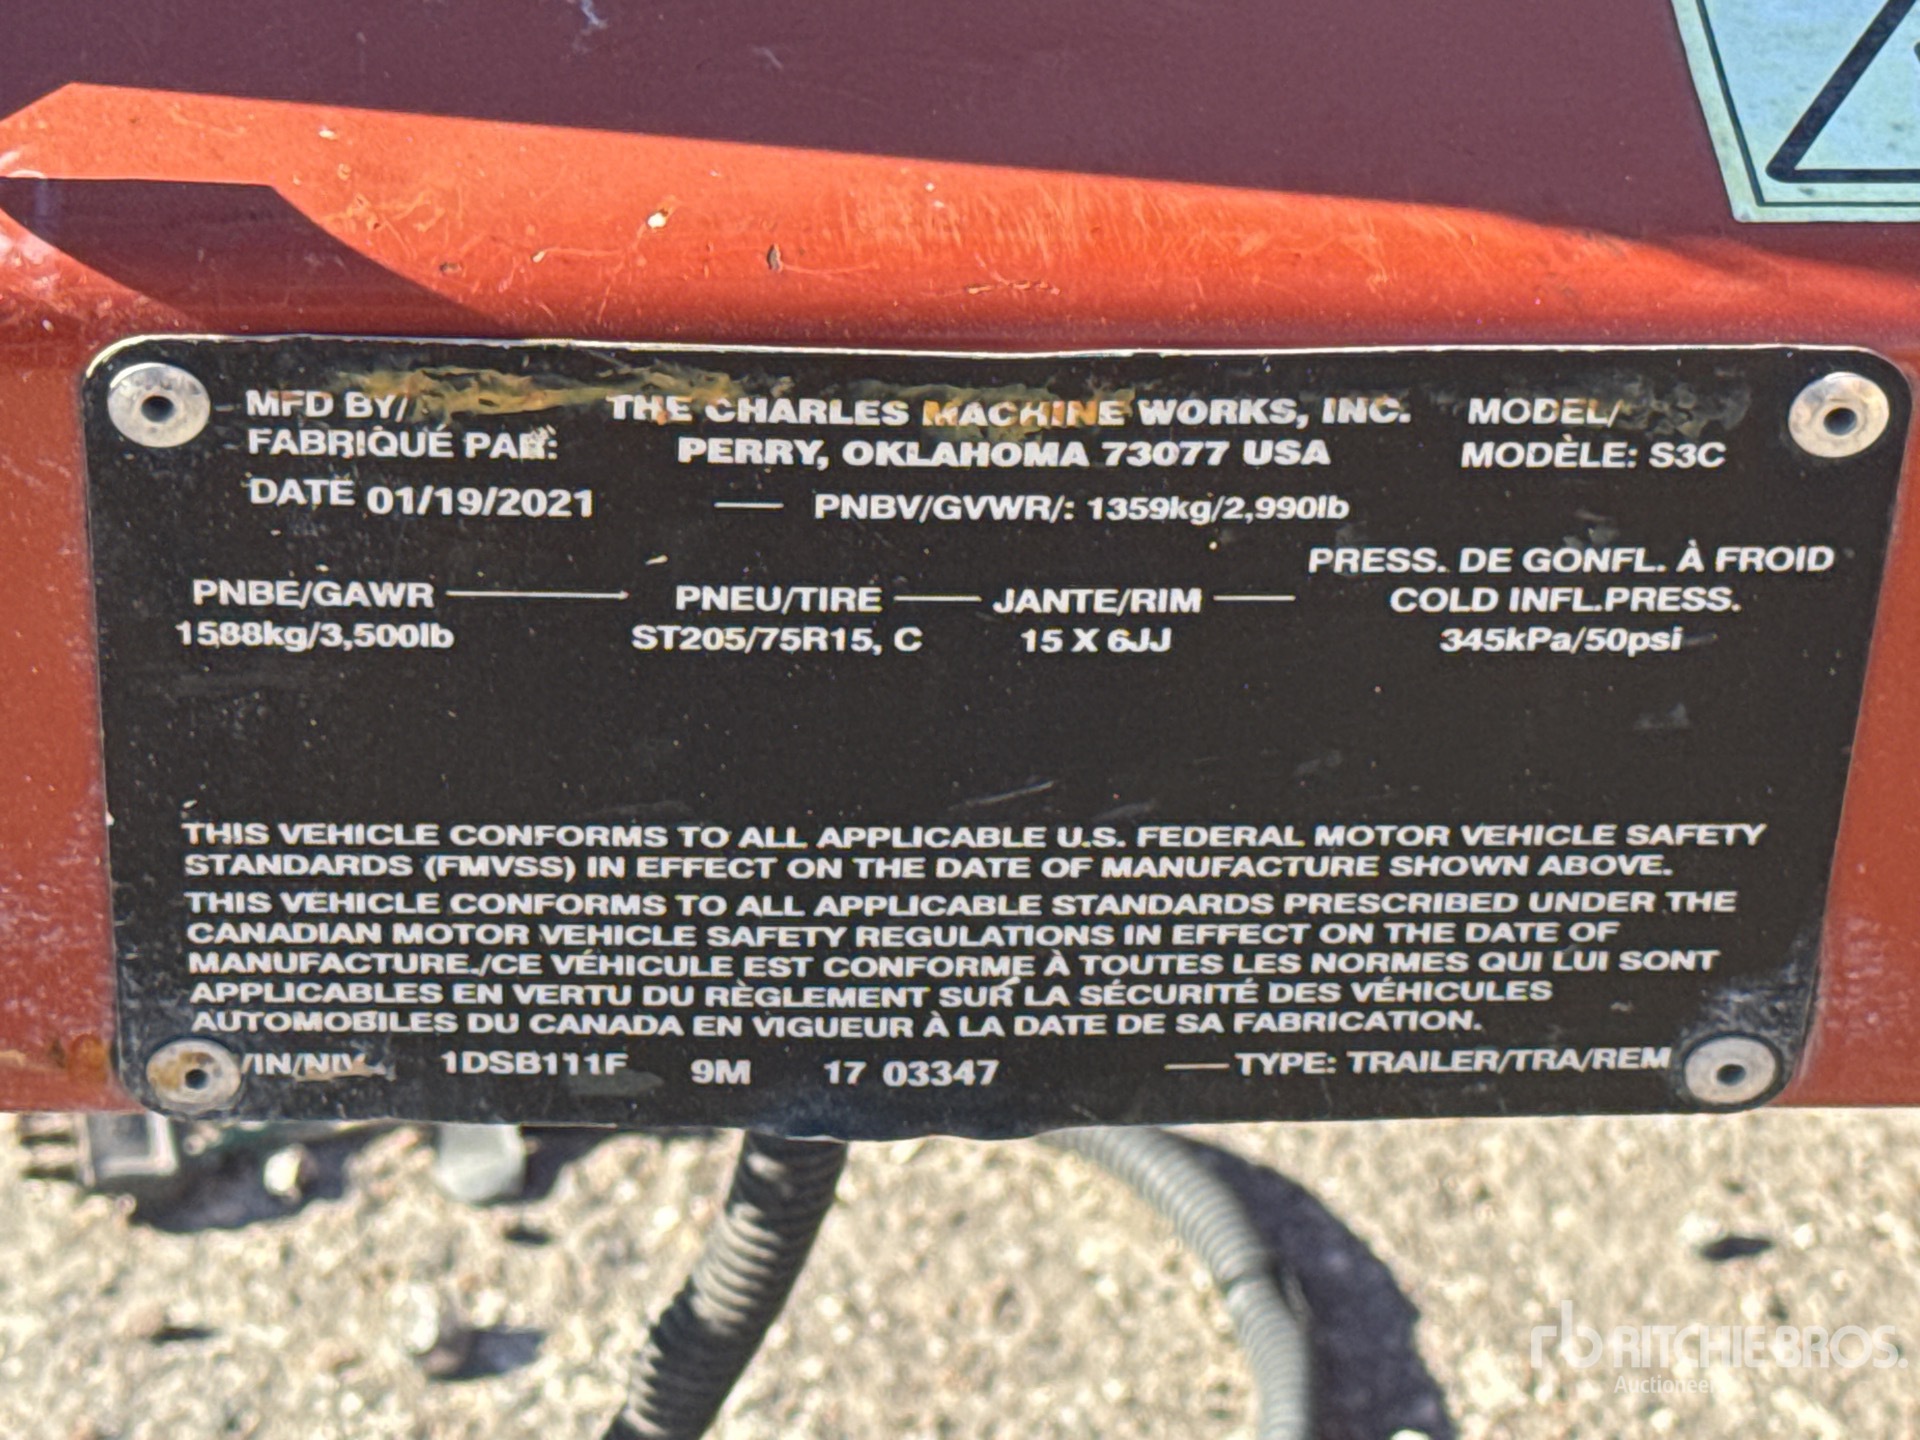 MFD BY/ THE CHARLES MACHINE WORKS, INC. MODEL/
FABRIQUÉ PAR: PERRY, OKLAHOMA 73077 USA MODÈLE: S3C
DATE 01/19/2021 PNBV/GVWR/: 1359kg/2,990lb
PRESS. DE GONFL. À FROID
PNBE/GAWR PNEU/TIRE JANTE/RIM COLD INFL.PRESS.
1588kg/3,500lb ST205/75R15, C 15 X 6JJ 345kPa/50psi
THIS VEHICLE CONFORMS TO ALL APPLICABLE U.S. FEDERAL MOTOR VEHICLE SAFETY
STANDARDS (FMVSS) IN EFFECT ON THE DATE OF MANUFACTURE SHOWN ABOVE.
THIS VEHICLE CONFORMS TO ALL APPLICABLE STANDARDS PRESCRIBED UNDER THE
CANADIAN MOTOR VEHICLE SAFETY REGULATIONS IN EFFECT ON THE DATE OF
MANUFACTURE./CE VÉHICULE EST CONFORME À TOUTES LES NORMES QUI LUI SONT
APPLICABLES EN VERTU DU RÈGLEMENT SUR LA SÉCURITÉ DES VÉHICULES
AUTOMOBILES DU CANADA EN VIGUEUR À LA DATE DE SA FABRICATION.
VIN/NIV 1DSB111F 9M 17 03347 TYPE: TRAILER/TRA/REM
rb RITCHIE BROS.
Auctioneers